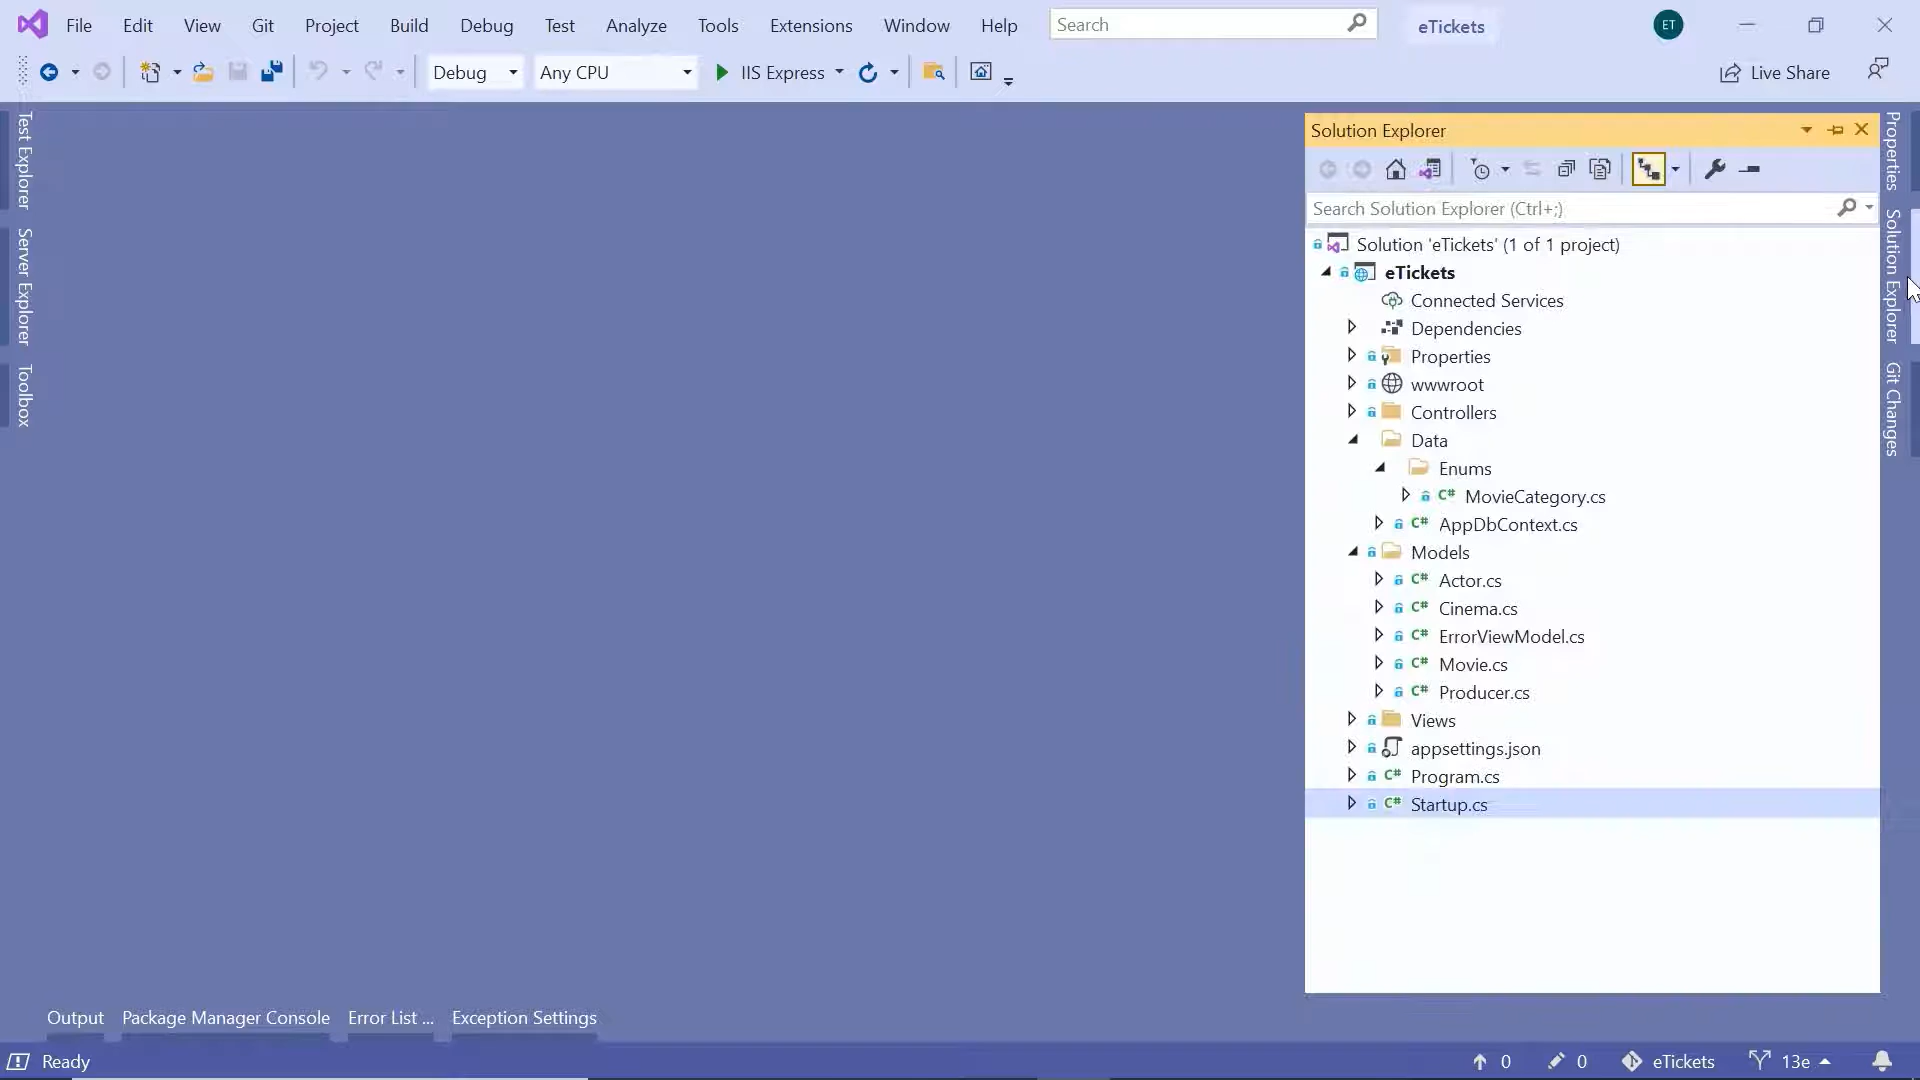 File Edit View Git Project Build Debug Test Analyze Tools Extensions Window Help Search eTickets ET
Debug Any CPU IIS Express Live Share
Test Explorer
Server Explorer
Toolbox
Solution Explorer
Search Solution Explorer (Ctrl+;)
Solution 'eTickets' (1 of 1 project)
eTickets
Connected Services
Dependencies
Properties
wwwroot
Controllers
Data
Enums
C# MovieCategory.cs
C# AppDbContext.cs
Models
C# Actor.cs
C# Cinema.cs
C# ErrorViewModel.cs
C# Movie.cs
C# Producer.cs
Views
appsettings.json
C# Program.cs
C# Startup.cs
Properties
Solution Explorer
Git Changes
Output Package Manager Console Error List ... Exception Settings
Ready 0 0 eTickets 13e